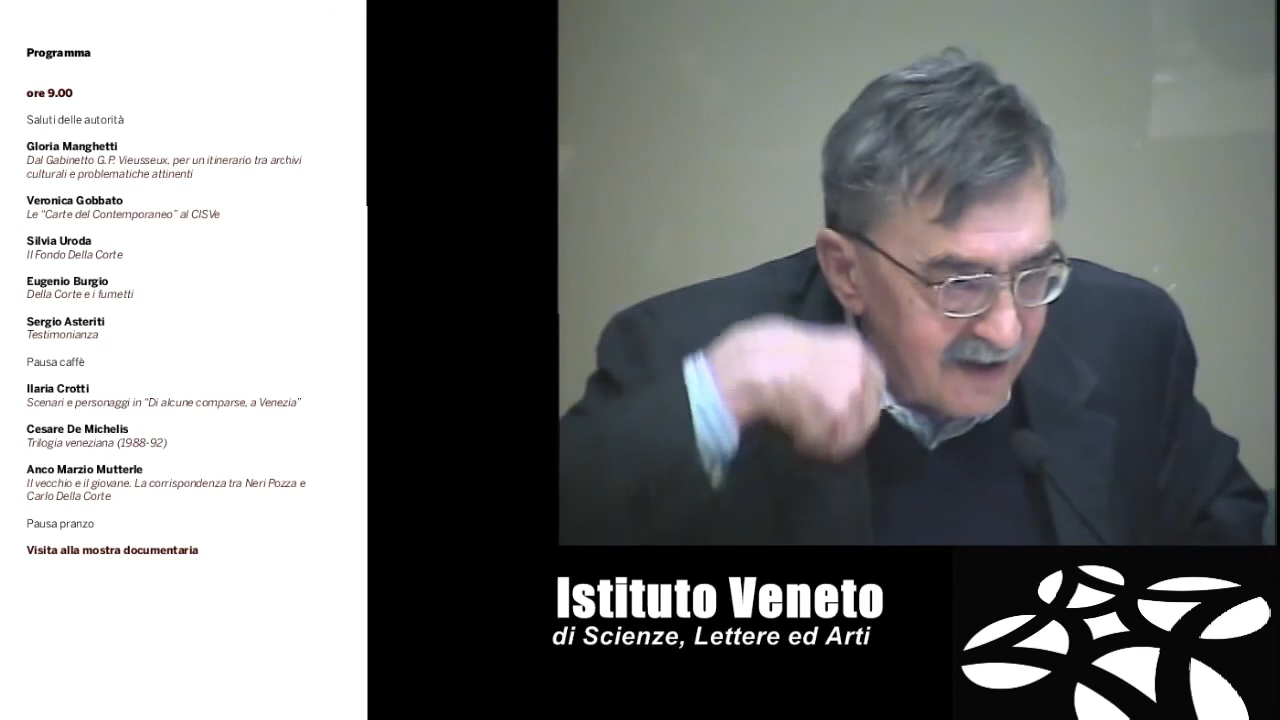 Programma
ore 9.00
Saluti delle autorità
Gloria Manghetti
Dal Gabinetto G.P. Vieusseux, per un itinerario tra archivi
culturali e problematiche attinenti
Veronica Gobbato
Le “Carte del Contemporaneo” al CISVe
Silvia Uroda
Il Fondo Della Corte
Eugenio Burgio
Della Corte e i fumetti
Sergio Asteriti
Testimonianza
Pausa caffè
Ilaria Crotti
Scenari e personaggi in “Di alcune comparse, a Venezia”
Cesare De Michelis
Trilogia veneziana (1988-92)
Anco Marzio Mutterle
Il vecchio e il giovane. La corrispondenza tra Neri Pozza e
Carlo Della Corte
Pausa pranzo
Visita alla mostra documentaria
Istituto Veneto
di Scienze, Lettere ed Arti